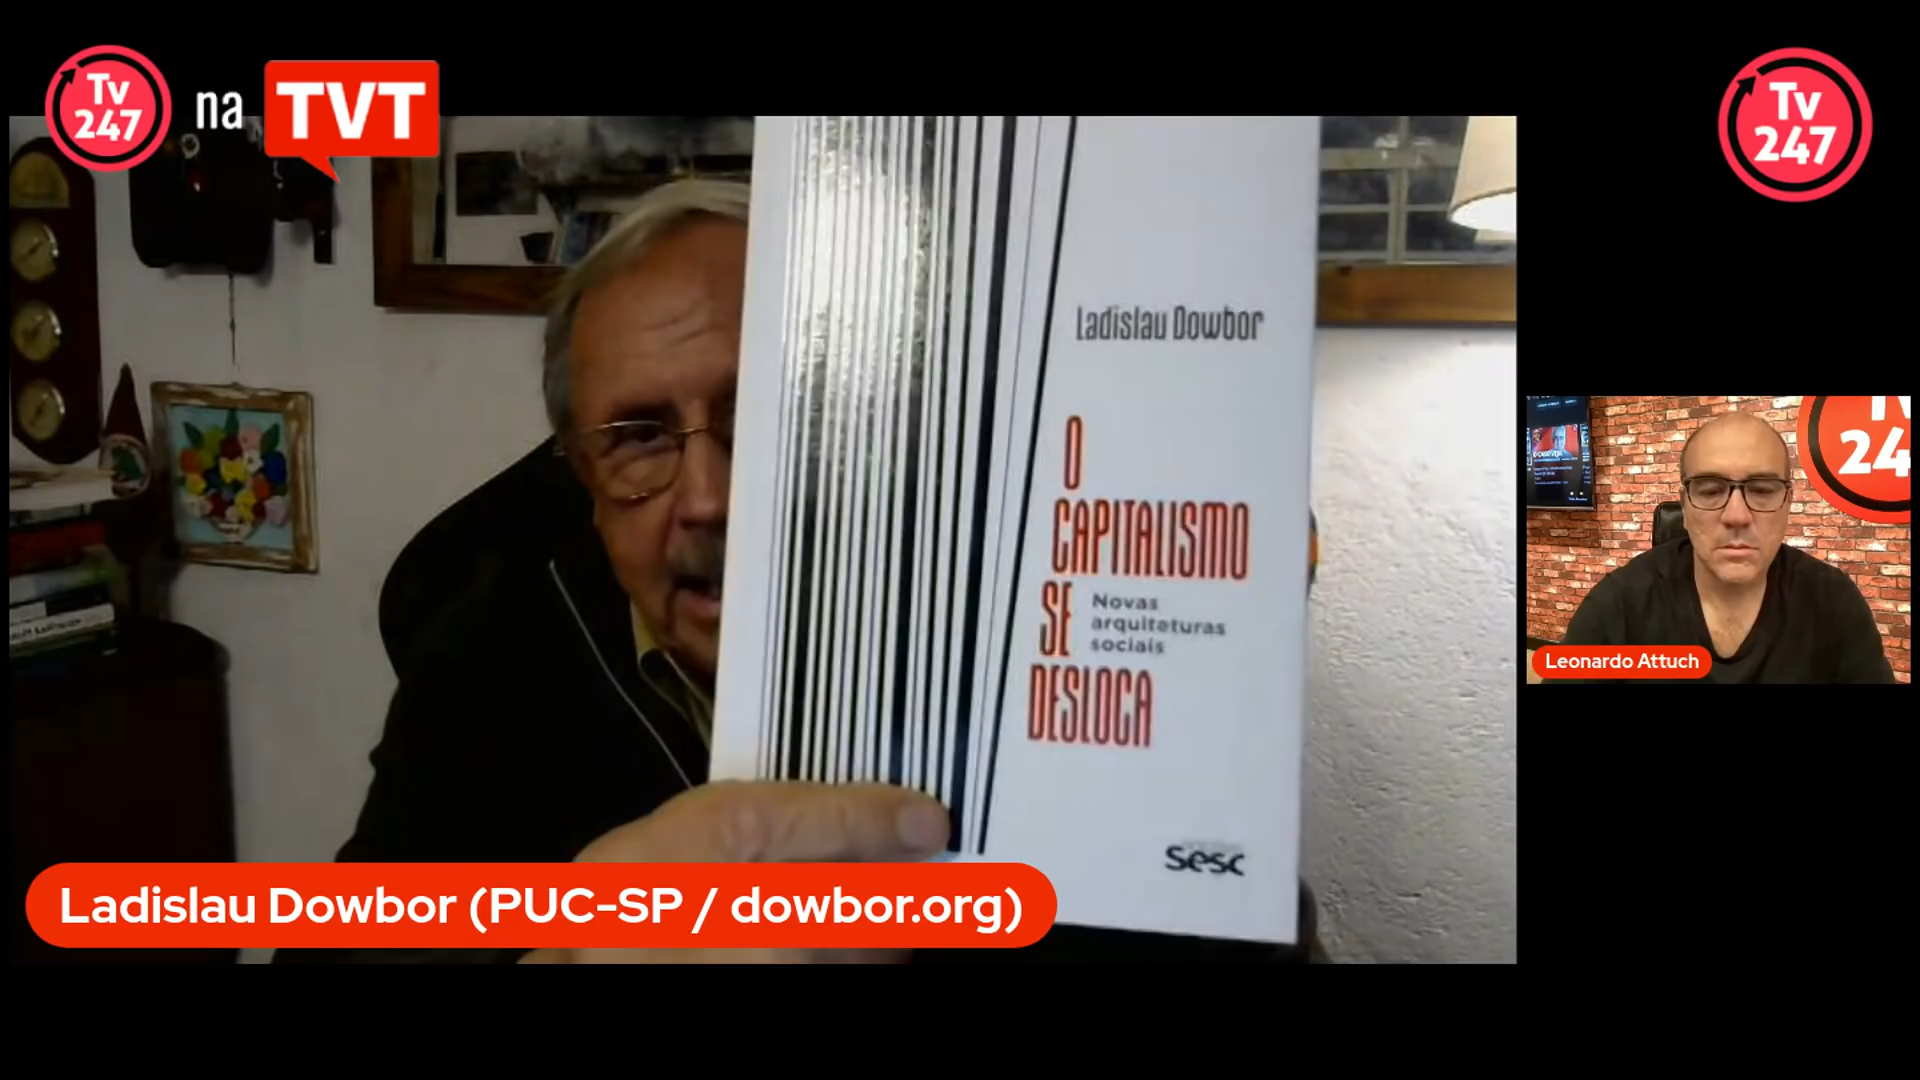 Tv
247
na
TVT
Tv
247
Ladislau Dowbor
O
CAPITALISMO
SE
Novas
arquiteturas
sociais
DESLOCA
sesc
24
Leonardo Attuch
Ladislau Dowbor (PUC-SP / dowbor.org)